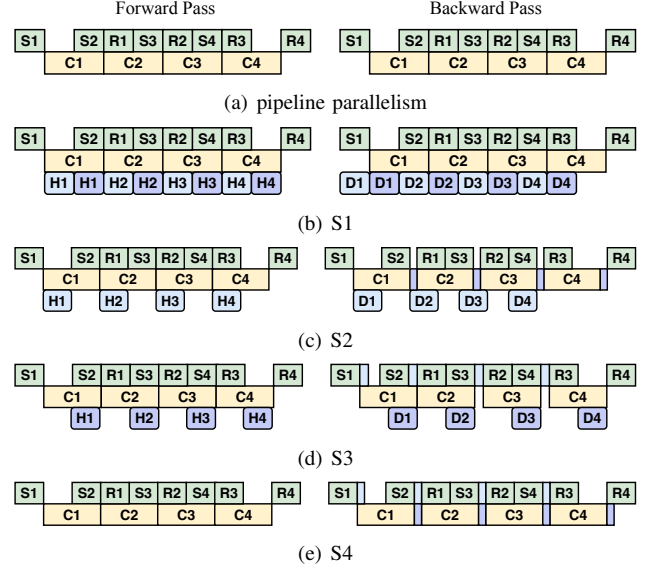 Forward Pass Backward Pass
S1 S2 R1 S3 R2 S4 R3 R4 S1 S2 R1 S3 R2 S4 R3 R4
C1 C2 C3 C4 C1 C2 C3 C4
(a) pipeline parallelism
S1 S2 R1 S3 R2 S4 R3 R4 S1 S2 R1 S3 R2 S4 R3 R4
C1 C2 C3 C4 C1 C2 C3 C4
H1 H1 H2 H2 H3 H3 H4 H4 D1 D1 D2 D2 D3 D3 D4 D4
(b) S1
S1 S2 R1 S3 R2 S4 R3 R4 S1 S2 R1 S3 R2 S4 R3 R4
C1 C2 C3 C4 C1 C2 C3 C4
H1 H2 H3 H4 D1 D2 D3 D4
(c) S2
S1 S2 R1 S3 R2 S4 R3 R4 S1 S2 R1 S3 R2 S4 R3 R4
C1 C2 C3 C4 C1 C2 C3 C4
H1 H2 H3 H4 D1 D2 D3 D4
(d) S3
S1 S2 R1 S3 R2 S4 R3 R4 S1 S2 R1 S3 R2 S4 R3 R4
C1 C2 C3 C4 C1 C2 C3 C4
(e) S4